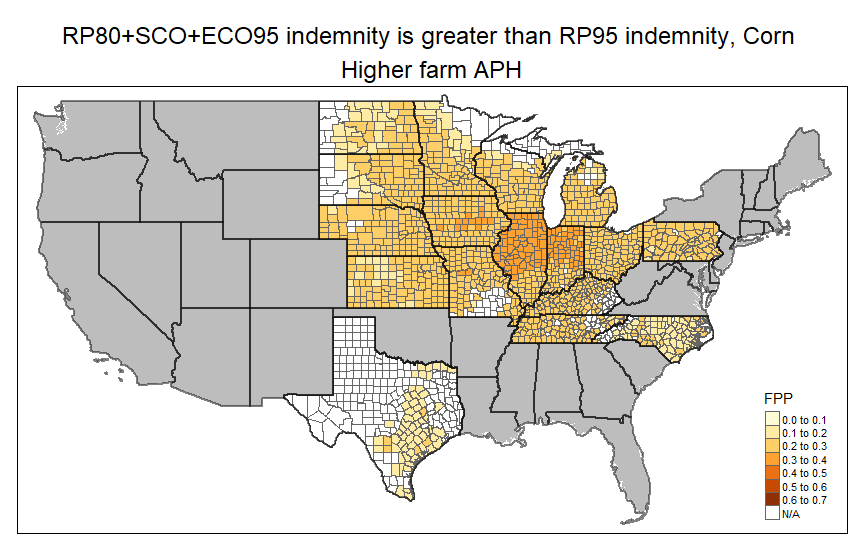 RP80+SCO+ECO95 indemnity is greater than RP95 indemnity, Corn
Higher farm APH
FPP
0.0 to 0.1
0.1 to 0.2
0.2 to 0.3
0.3 to 0.4
0.4 to 0.5
0.5 to 0.6
0.6 to 0.7
N/A